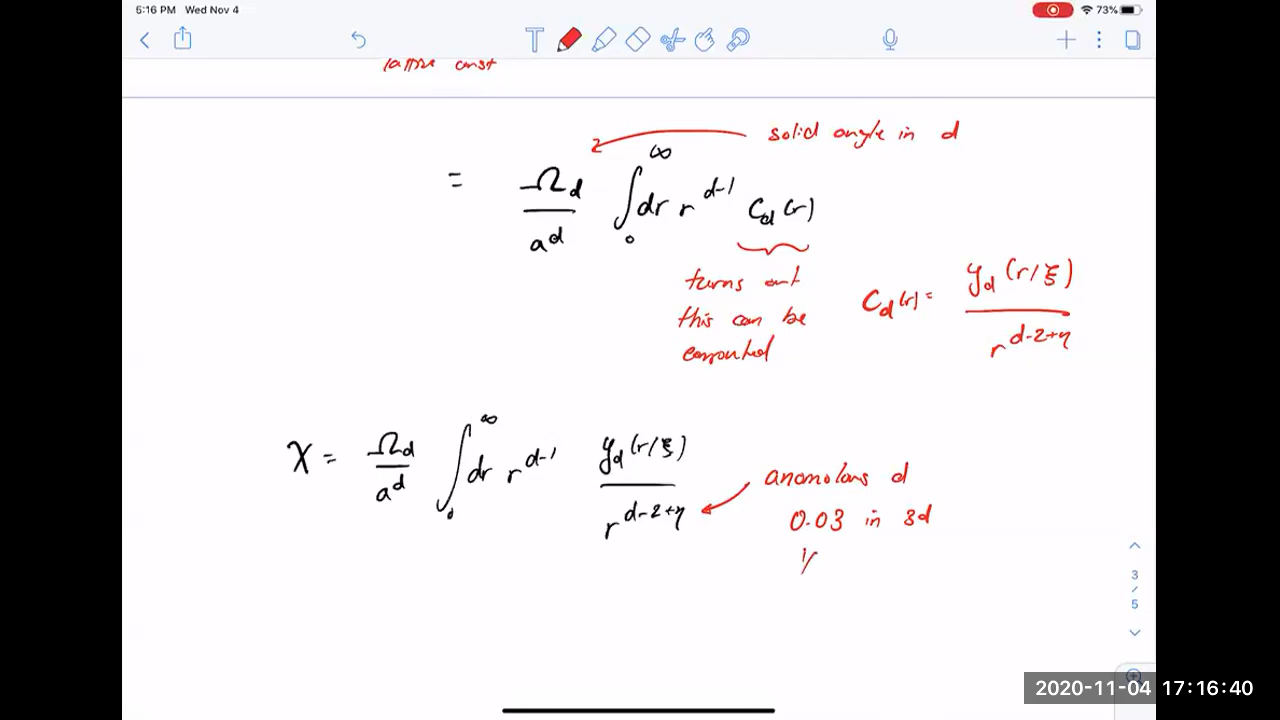 5:16 PM Wed Nov 4
73%
lattice const
solid angle in d
= Ω_d / a^d ∫_0^∞ dr r^{d-1} C_d(r)
turns out
this can be
computed
C_d(r) = y_d(r/ξ) / r^{d-2+η}
χ = Ω_d / a^d ∫_0^∞ dr r^{d-1} y_d(r/ξ) / r^{d-2+η}
anomolous d
0.03 in 3d
1/
3
/
5
2020-11-04 17:16:40